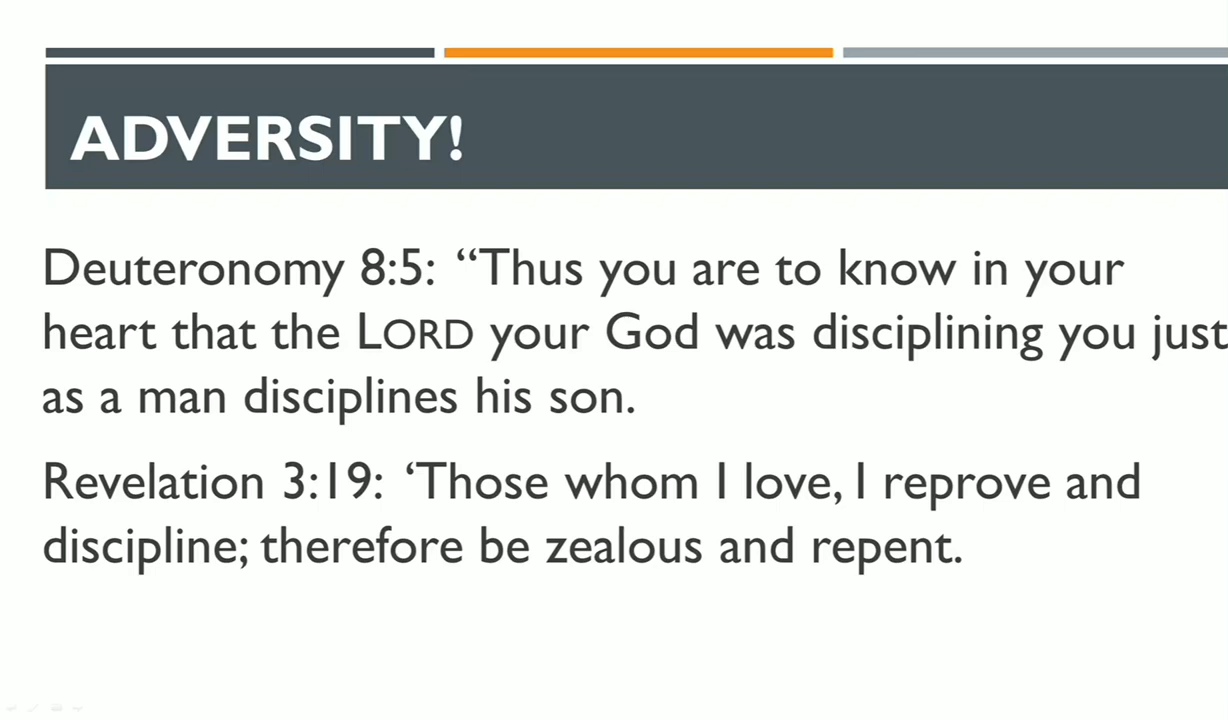 ADVERSITY!
Deuteronomy 8:5: “Thus you are to know in your
heart that the LORD your God was disciplining you just
as a man disciplines his son.
Revelation 3:19: ‘Those whom I love, I reprove and
discipline; therefore be zealous and repent.